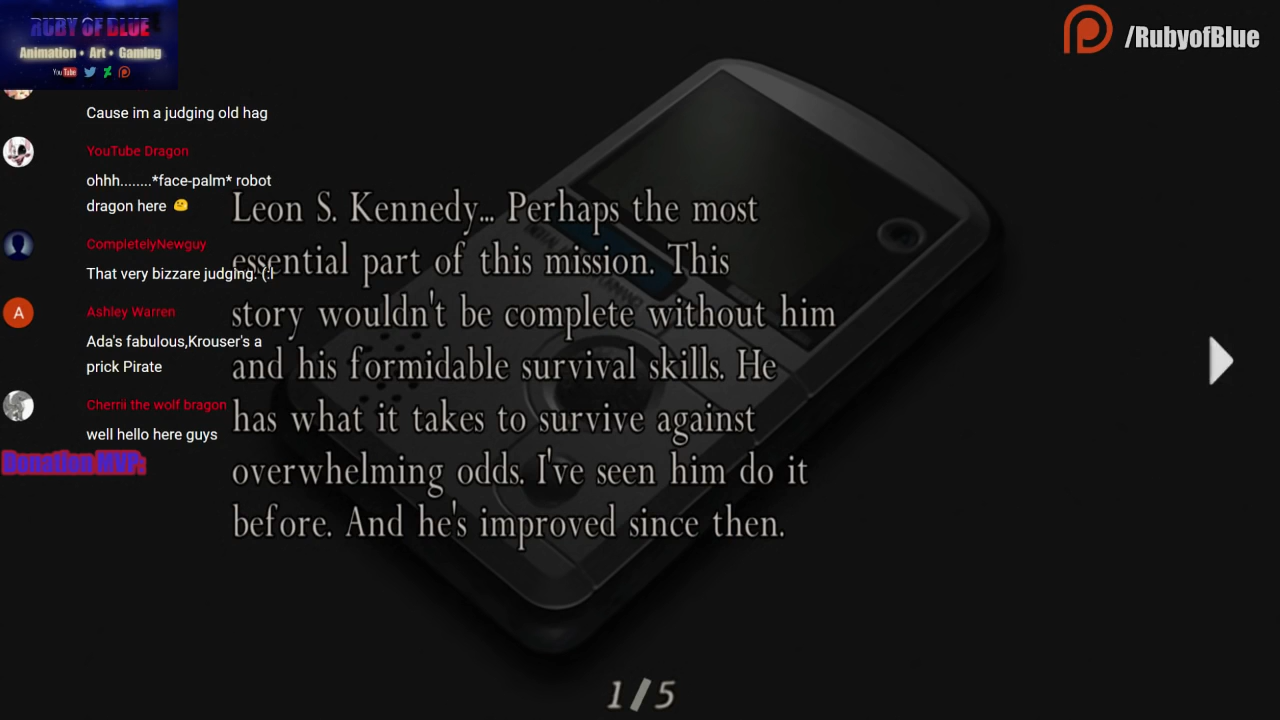 RUBY OF BLUE
Animation • Art • Gaming
YouTube
/RubyofBlue
Cause im a judging old hag
YouTube Dragon
ohhh........*face-palm* robot
dragon here
CompletelyNewguy
That very bizzare judging. (:l
Ashley Warren
A
Ada's fabulous,Krouser's a
prick Pirate
Cherrii the wolf bragon
well hello here guys
Donation MVP:
Leon S. Kennedy... Perhaps the most
essential part of this mission. This
story wouldn't be complete without him
and his formidable survival skills. He
has what it takes to survive against
overwhelming odds. I've seen him do it
before. And he's improved since then.
1/5